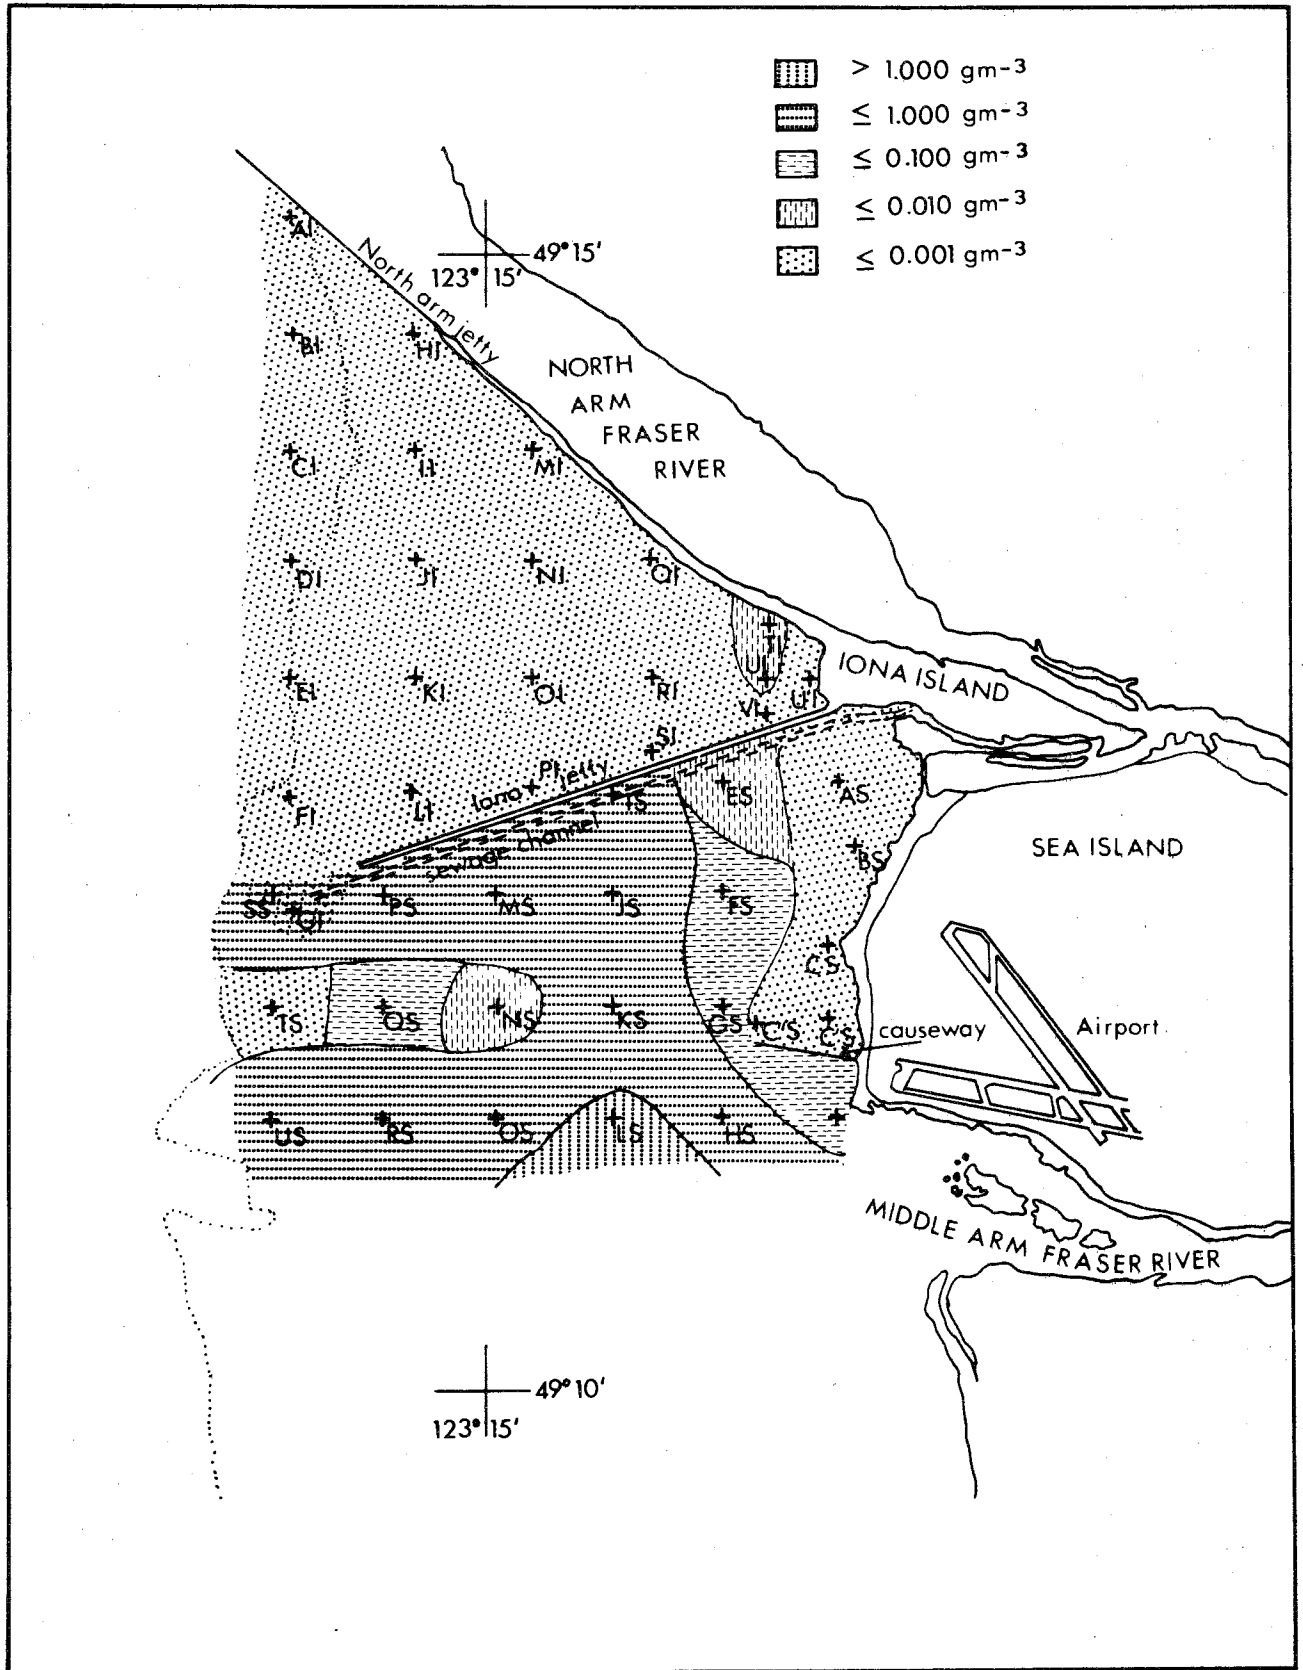 > 1.000 gm-3
≤ 1.000 gm-3
≤ 0.100 gm-3
≤ 0.010 gm-3
≤ 0.001 gm-3
49°15'
123° 15'
North arm jetty
NORTH
ARM
FRASER
RIVER
AI
BI
HI
CI
II
MI
DI
JI
NI
QI
TI
EI
KI
OI
RI
UI
U'I
VI
IONA ISLAND
SI
PI
Iona jetty
FI
LI
IS
ES
AS
sewage channel
BS
SEA ISLAND
SS
GI
PS
MS
JS
FS
CS
TS
QS
NS
KS
GS
C'S
CS
causeway
Airport
US
RS
OS
LS
HS
MIDDLE ARM FRASER RIVER
49°10'
123° 15'